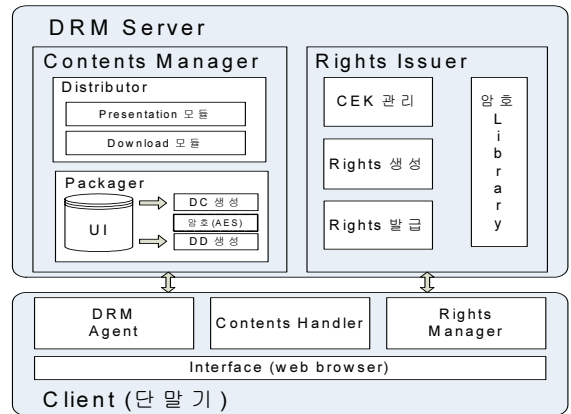 DRM Server
Contents Manager
Distributor
Presentation 모듈
Download 모듈
Packager
UI
DC 생성
암호(AES)
DD 생성
Rights Issuer
CEK 관리
Rights 생성
Rights 발급
암호
L
i
b
r
a
r
y
DRM
Agent
Contents Handler
Rights
Manager
Interface (web browser)
Client (단말기)